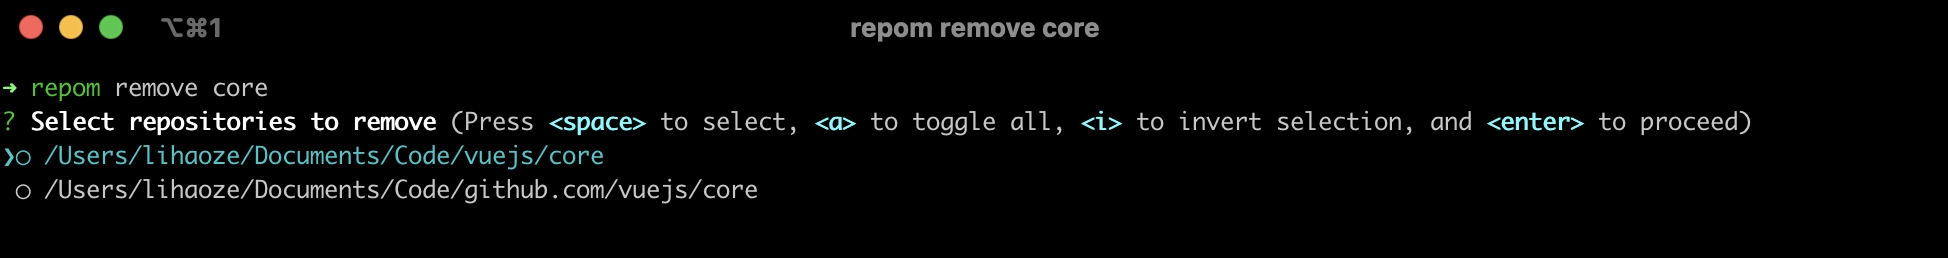 ⌥⌘1 repom remove core
➜ repom remove core
? Select repositories to remove (Press <space> to select, <a> to toggle all, <i> to invert selection, and <enter> to proceed)
❯◯ /Users/lihaoze/Documents/Code/vuejs/core
◯ /Users/lihaoze/Documents/Code/github.com/vuejs/core